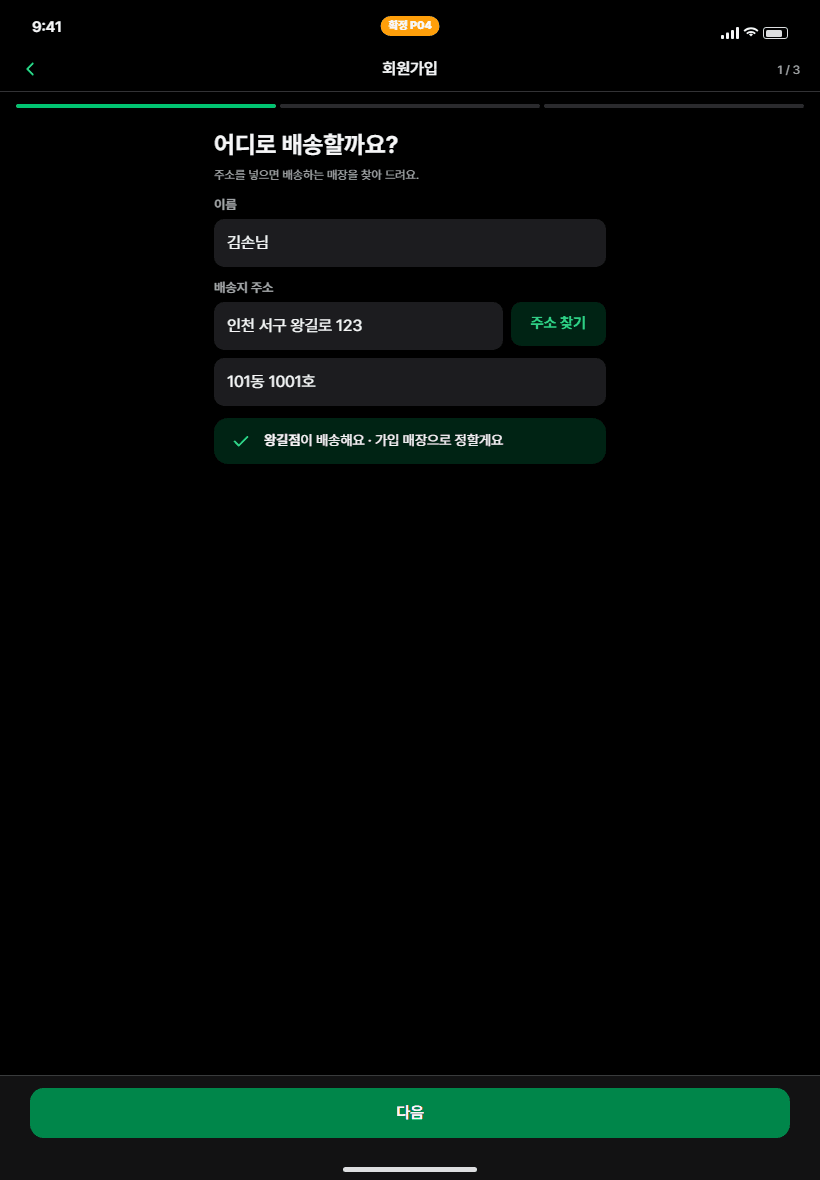 9:41
확정 P04
회원가입
1 / 3
어디로 배송할까요?
주소를 넣으면 배송하는 매장을 찾아 드려요.
이름
김손님
배송지 주소
인천 서구 왕길로 123
주소 찾기
101동 1001호
왕길점이 배송해요 · 가입 매장으로 정할게요
다음